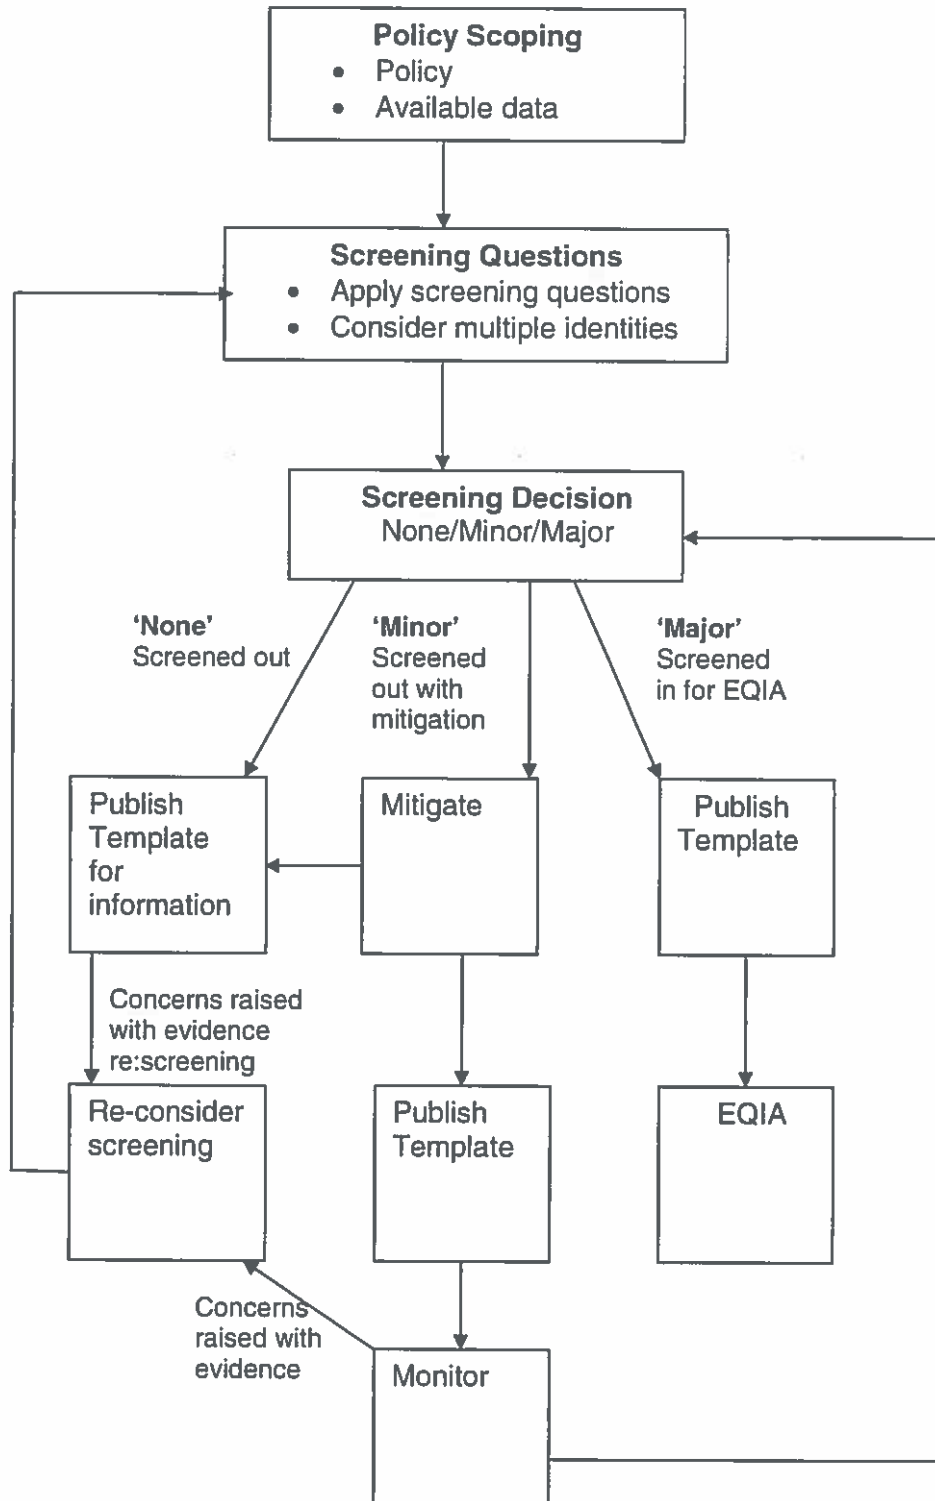 Policy Scoping
• Policy
• Available data
Screening Questions
• Apply screening questions
• Consider multiple identities
Screening Decision
None/Minor/Major
‘None’
Screened out
‘Minor’
Screened
out with
mitigation
‘Major’
Screened
in for EQIA
Publish
Template
for
information
Mitigate
Publish
Template
Concerns raised
with evidence
re:screening
Re-consider
screening
Publish
Template
EQIA
Concerns
raised with
evidence
Monitor